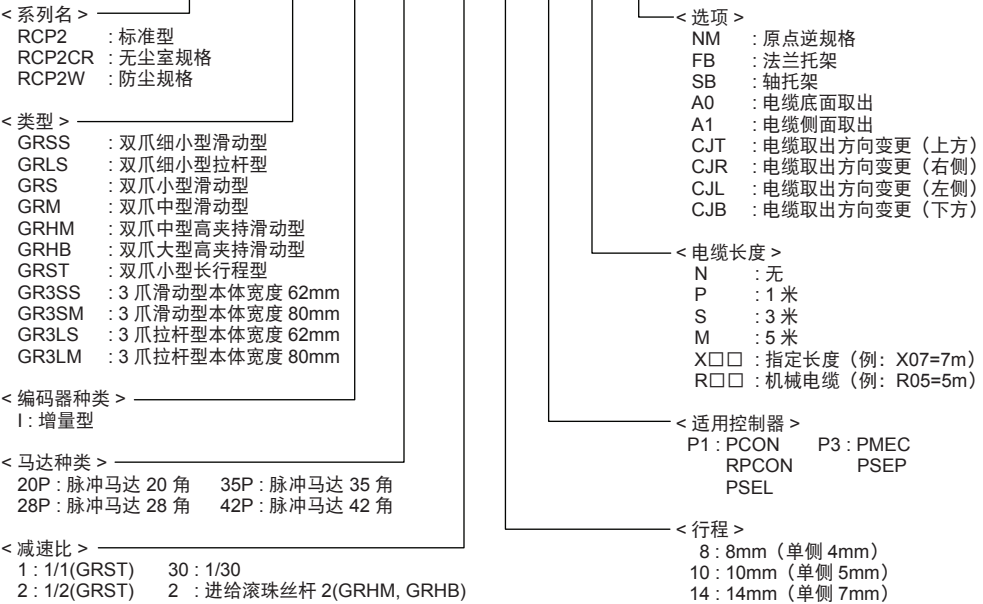 < 系列名 >
RCP2 : 标准型
RCP2CR : 无尘室规格
RCP2W : 防尘规格
< 类型 >
GRSS : 双爪细小型滑动型
GRLS : 双爪细小型拉杆型
GRS : 双爪小型滑动型
GRM : 双爪中型滑动型
GRHM : 双爪中型高夹持滑动型
GRHB : 双爪大型高夹持滑动型
GRST : 双爪小型长行程型
GR3SS : 3 爪滑动型本体宽度 62mm
GR3SM : 3 爪滑动型本体宽度 80mm
GR3LS : 3 爪拉杆型本体宽度 62mm
GR3LM : 3 爪拉杆型本体宽度 80mm
< 编码器种类 >
I : 增量型
< 马达种类 >
20P : 脉冲马达 20 角 35P : 脉冲马达 35 角
28P : 脉冲马达 28 角 42P : 脉冲马达 42 角
< 减速比 >
1 : 1/1(GRST) 30 : 1/30
2 : 1/2(GRST) 2 : 进给滚珠丝杆 2(GRHM, GRHB)
< 选项 >
NM : 原点逆规格
FB : 法兰托架
SB : 轴托架
A0 : 电缆底面取出
A1 : 电缆侧面取出
CJT : 电缆取出方向变更（上方）
CJR : 电缆取出方向变更（右侧）
CJL : 电缆取出方向变更（左侧）
CJB : 电缆取出方向变更（下方）
< 电缆长度 >
N : 无
P : 1 米
S : 3 米
M : 5 米
X□□ : 指定长度（例：X07=7m）
R□□ : 机械电缆（例：R05=5m）
< 适用控制器 >
P1 : PCON P3 : PMEC
RPCON PSEP
PSEL
< 行程 >
8 : 8mm（单侧 4mm）
10 : 10mm（单侧 5mm）
14 : 14mm（单侧 7mm）